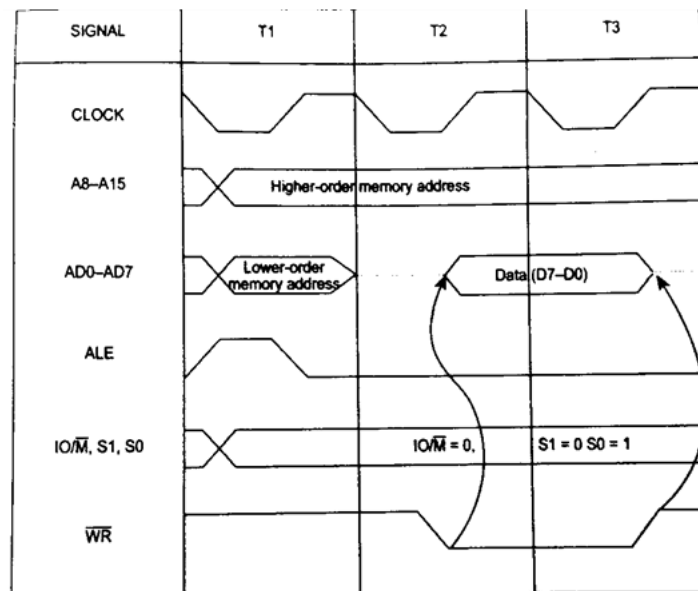 SIGNAL T1 T2 T3
CLOCK
A8–A15 Higher-order memory address
AD0–AD7 Lower-order memory address Data (D7–D0)
ALE
IO/M̅, S1, S0 IO/M̅ = 0, S1 = 0 S0 = 1
W̅R̅